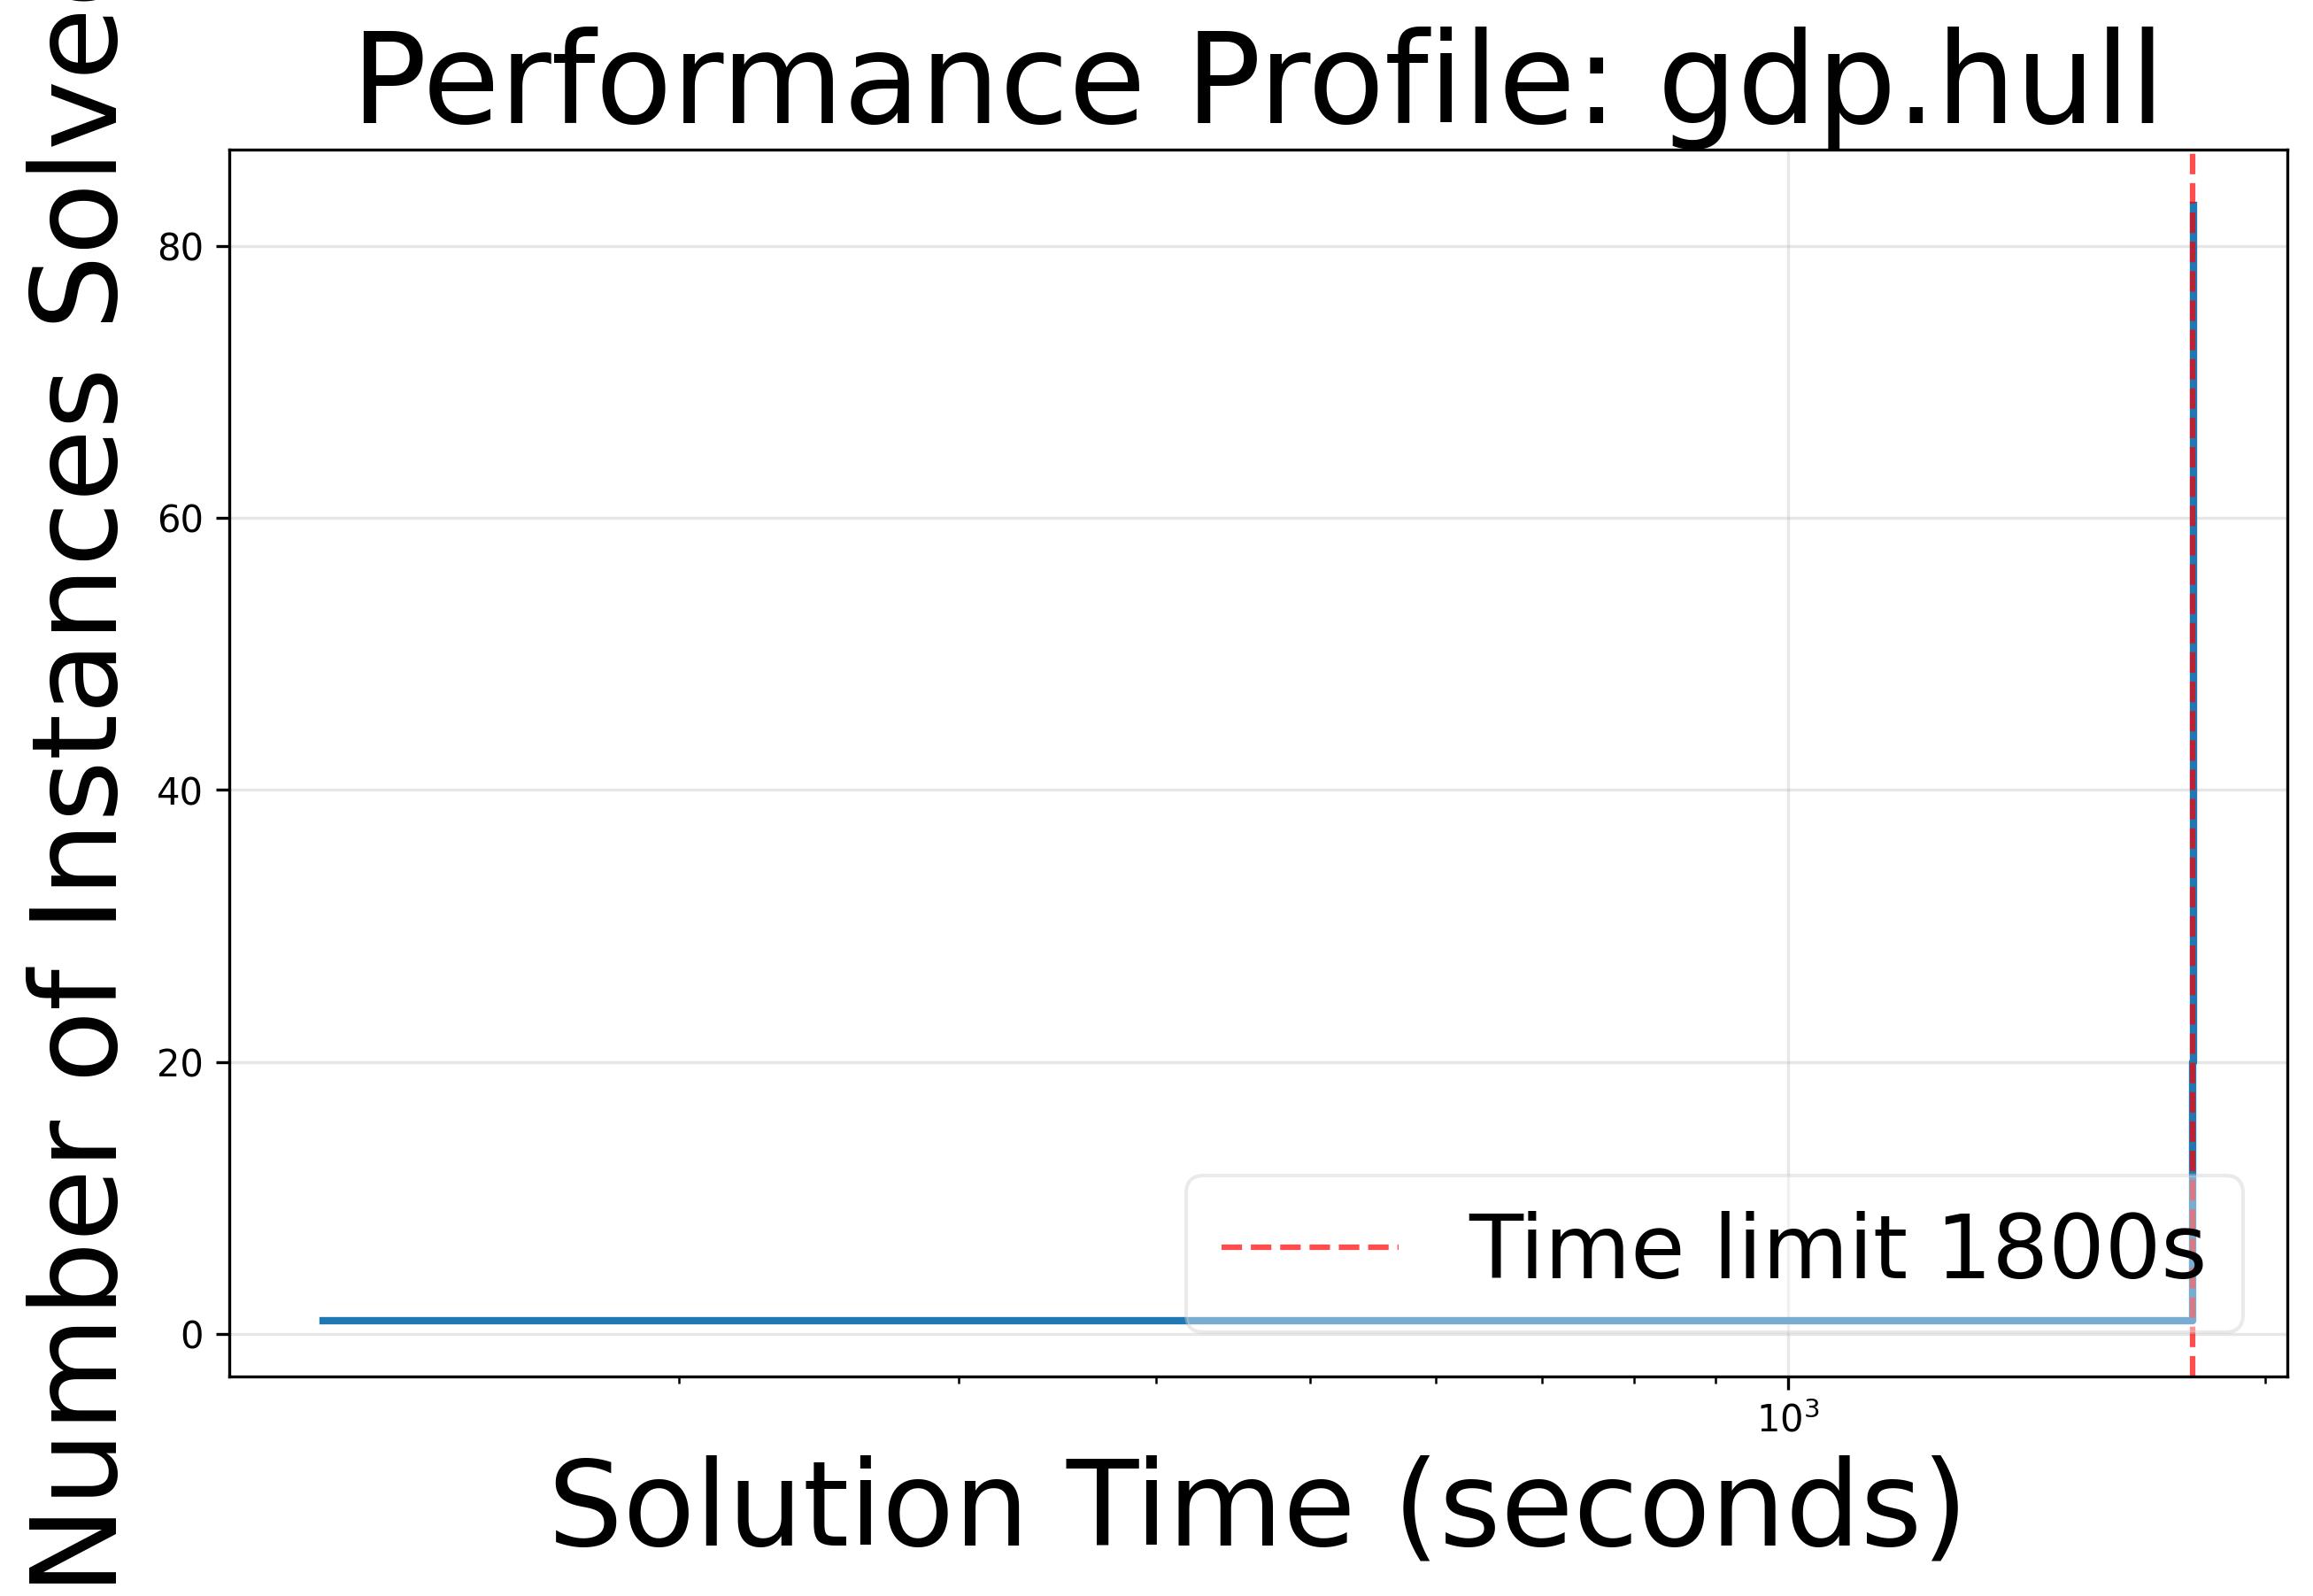 Performance Profile: gdp.hull
Number of Instances Solve
80
60
40
20
0
Time limit 1800s
10³
Solution Time (seconds)